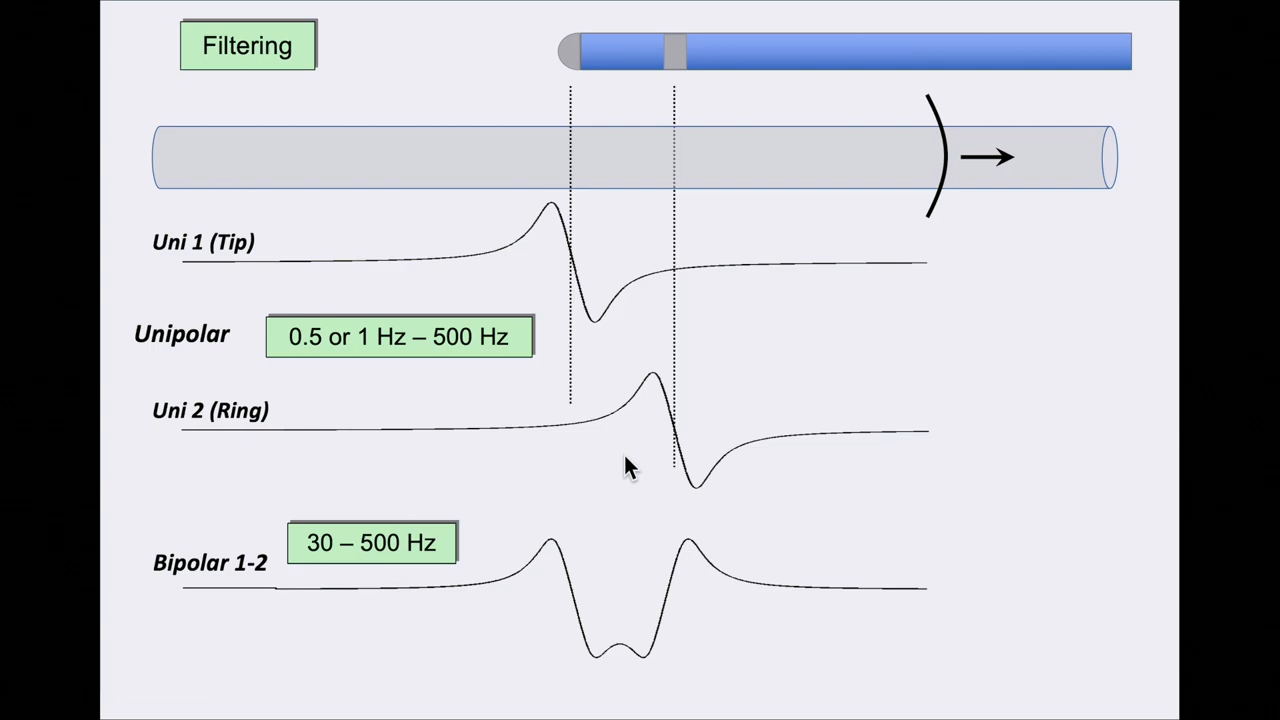 Filtering
Uni 1 (Tip)
Unipolar
0.5 or 1 Hz – 500 Hz
Uni 2 (Ring)
30 – 500 Hz
Bipolar 1-2